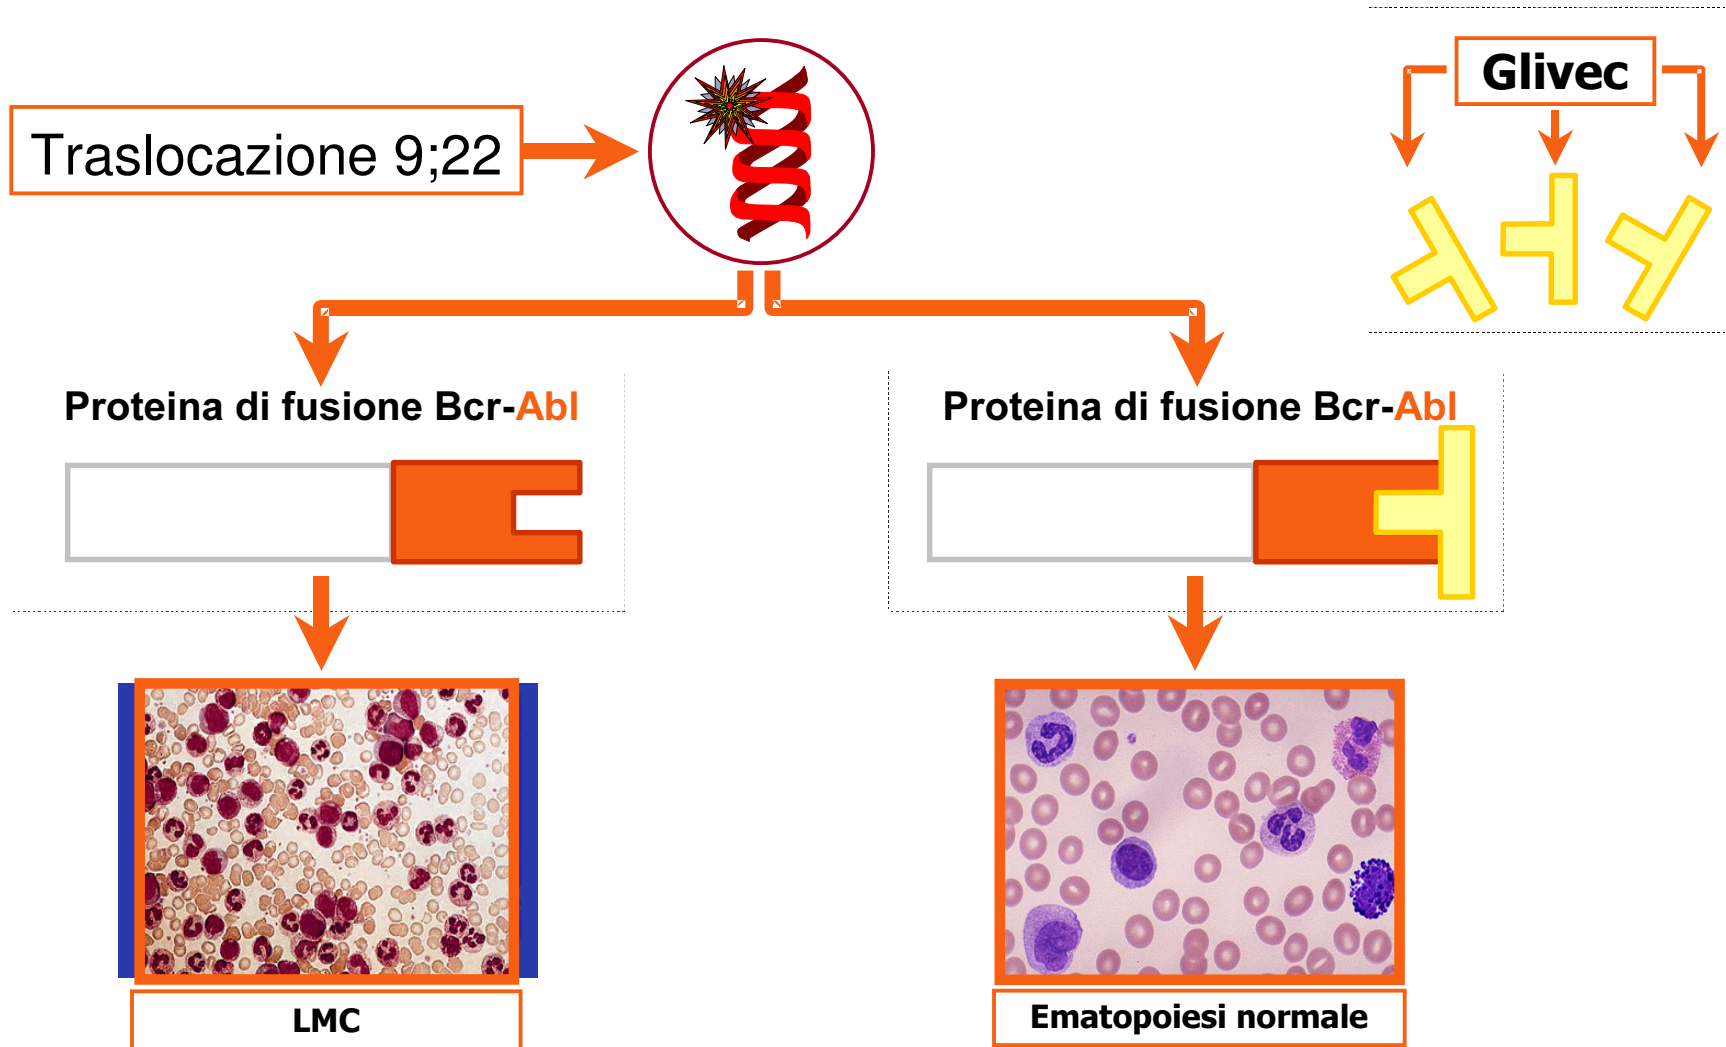 Glivec
Traslocazione 9;22
Proteina di fusione Bcr-Abl
Proteina di fusione Bcr-Abl
LMC
Ematopoiesi normale